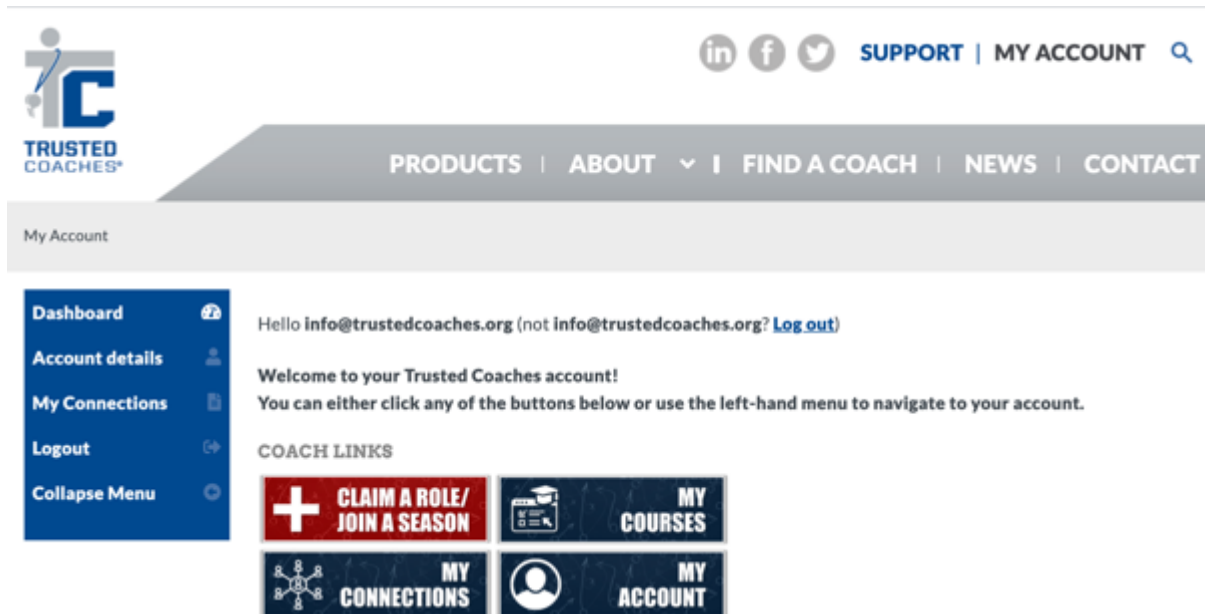 in f
SUPPORT | MY ACCOUNT
TC
TRUSTED
COACHES®
PRODUCTS | ABOUT | FIND A COACH | NEWS | CONTACT
My Account
Dashboard
Account details
My Connections
Logout
Collapse Menu
Hello info@trustedcoaches.org (not info@trustedcoaches.org? Log out)
Welcome to your Trusted Coaches account!
You can either click any of the buttons below or use the left-hand menu to navigate to your account.
COACH LINKS
CLAIM A ROLE/
JOIN A SEASON
MY
COURSES
MY
CONNECTIONS
MY
ACCOUNT